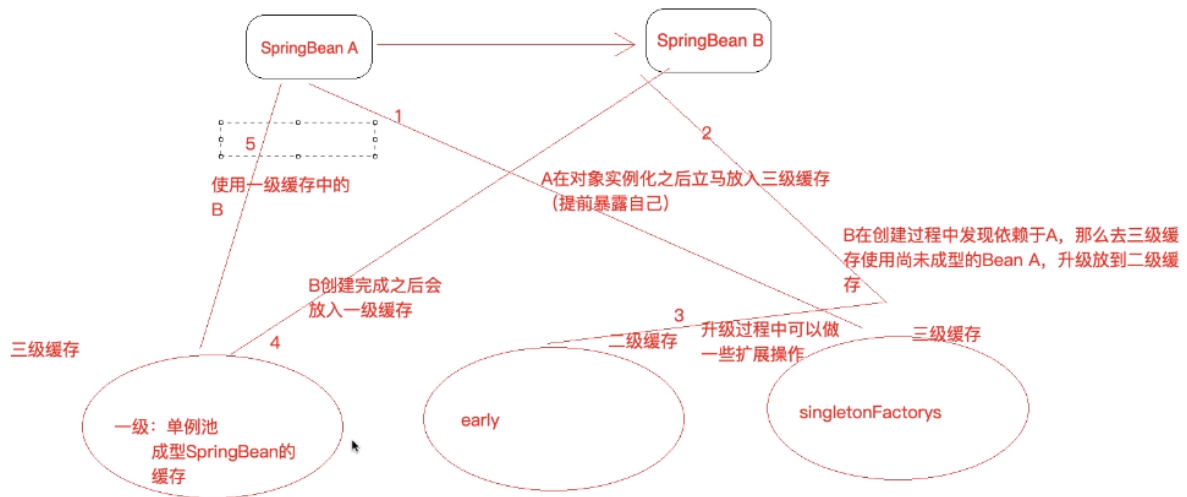 SpringBean A
SpringBean B
1
2
5
使用一级缓存中的
B
A在对象实例化之后立马放入三级缓存
（提前暴露自己）
B在创建过程中发现依赖于A，那么去三级缓
存使用尚未成型的Bean A，升级放到二级缓
存
B创建完成之后会
放入一级缓存
3
升级过程中可以做
一些扩展操作
4
三级缓存
二级缓存
三级缓存
一级：单例池
成型SpringBean的
缓存
early
singletonFactorys